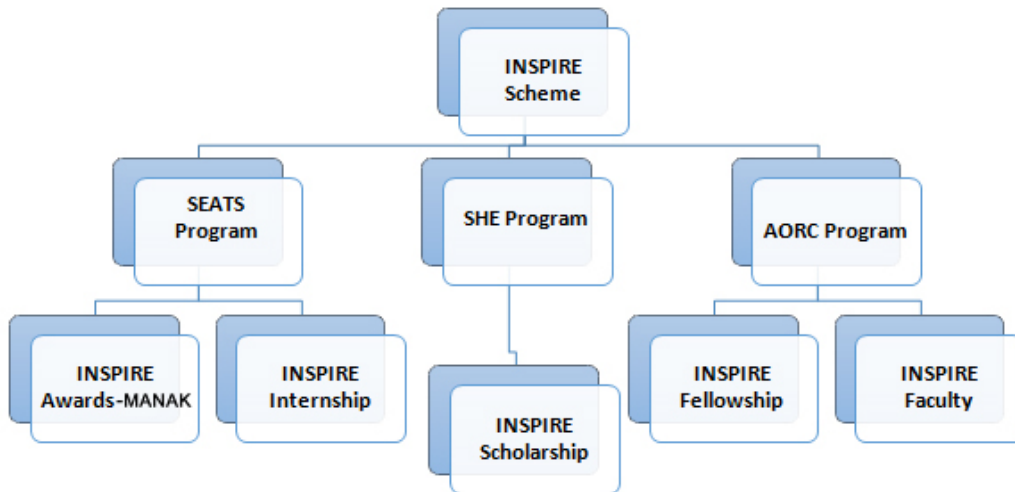 INSPIRE
Scheme
SEATS
Program
SHE Program
AORC Program
INSPIRE
Awards-MANAK
INSPIRE
Internship
INSPIRE
Scholarship
INSPIRE
Fellowship
INSPIRE
Faculty